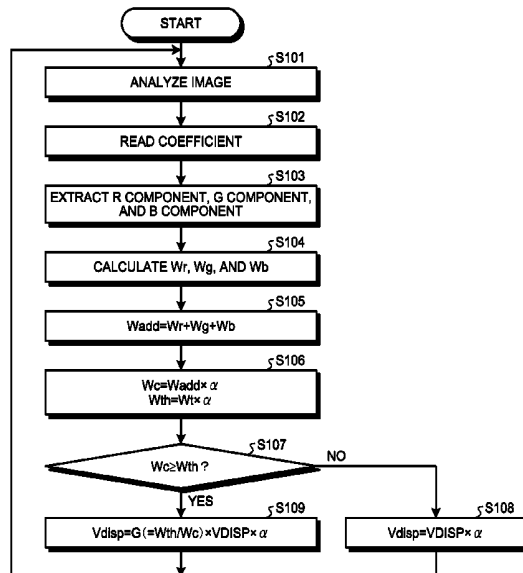 START
S101
ANALYZE IMAGE
S102
READ COEFFICIENT
S103
EXTRACT R COMPONENT, G COMPONENT,
AND B COMPONENT
S104
CALCULATE Wr, Wg, AND Wb
S105
Wadd=Wr+Wg+Wb
S106
Wc=Wadd×α
Wth=Wt×α
S107
Wc≥Wth ?
NO
YES
S109
Vdisp=G(=Wth/Wc)×VDISP×α
S108
Vdisp=VDISP×α